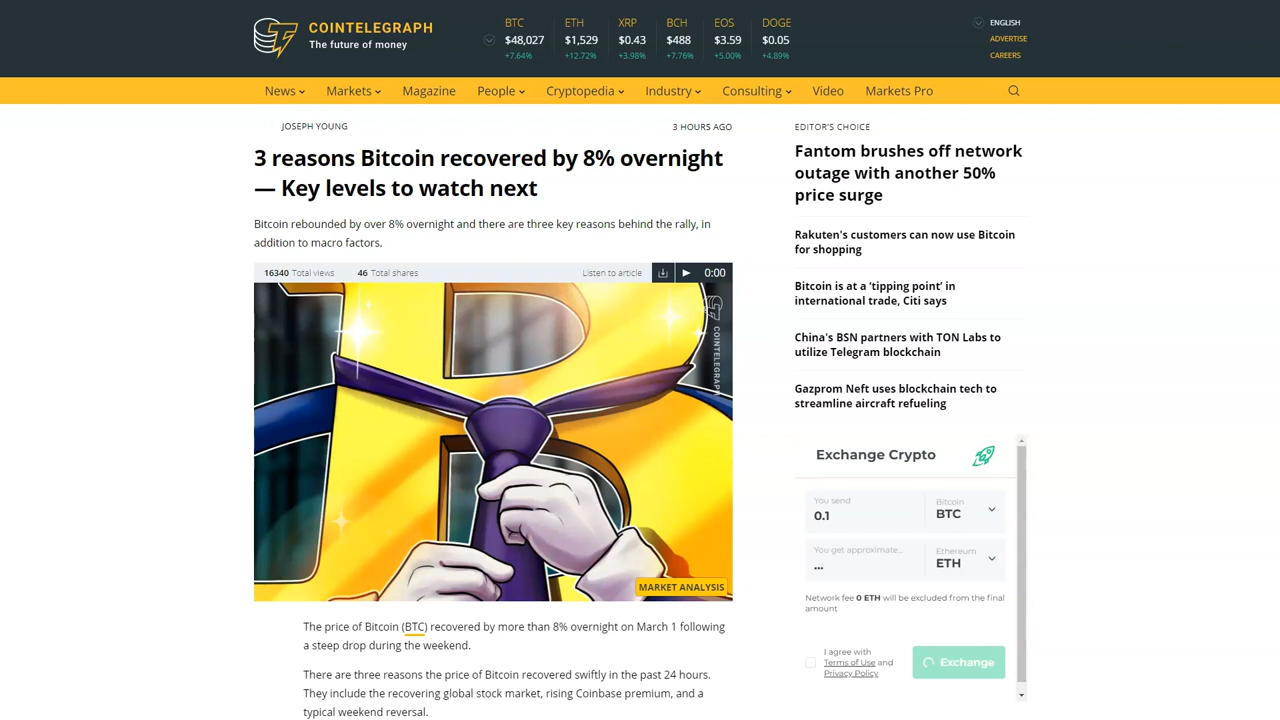 COINTELEGRAPH
The future of money
BTC
$48,027
+7.64%
ETH
$1,529
+12.72%
XRP
$0.43
+3.98%
BCH
$488
+7.76%
EOS
$3.59
+5.00%
DOGE
$0.05
+4.89%
ENGLISH
ADVERTISE
CAREERS
News Markets Magazine People Cryptopedia Industry Consulting Video Markets Pro
JOSEPH YOUNG 3 HOURS AGO
3 reasons Bitcoin recovered by 8% overnight
— Key levels to watch next
Bitcoin rebounded by over 8% overnight and there are three key reasons behind the rally, in
addition to macro factors.
16340 Total views 46 Total shares Listen to article 0:00
COINTELEGRAPH
MARKET ANALYSIS
The price of Bitcoin (BTC) recovered by more than 8% overnight on March 1 following
a steep drop during the weekend.
There are three reasons the price of Bitcoin recovered swiftly in the past 24 hours.
They include the recovering global stock market, rising Coinbase premium, and a
typical weekend reversal.
EDITOR'S CHOICE
Fantom brushes off network
outage with another 50%
price surge
Rakuten's customers can now use Bitcoin
for shopping
Bitcoin is at a ‘tipping point’ in
international trade, Citi says
China's BSN partners with TON Labs to
utilize Telegram blockchain
Gazprom Neft uses blockchain tech to
streamline aircraft refueling
Exchange Crypto
You send
0.1
Bitcoin
BTC
You get approximate...
...
Ethereum
ETH
Network fee 0 ETH will be excluded from the final
amount
I agree with
Terms of Use and
Privacy Policy
Exchange